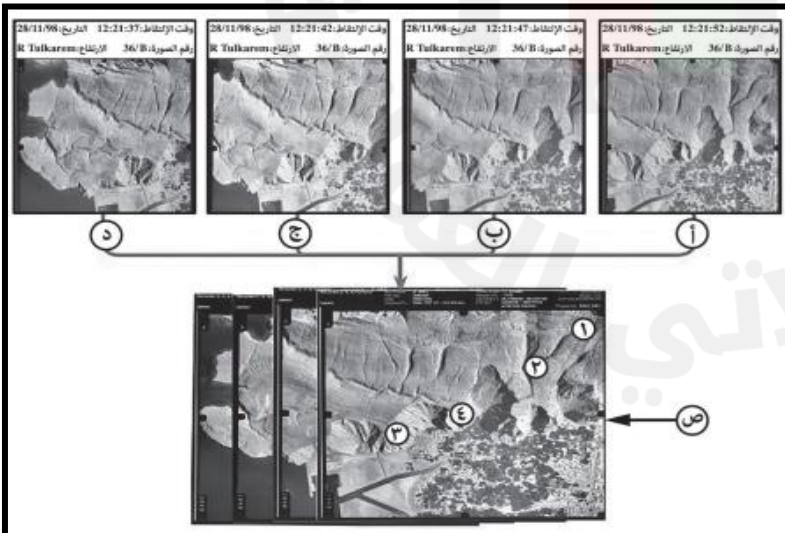 وقت الإلتقاط: 12:21:52 التاريخ: 28/11/98
رقم الصورة: 36/B الارتفاع: R Tulkarem
وقت الإلتقاط: 12:21:47 التاريخ: 28/11/98
رقم الصورة: 36/B الارتفاع: R Tulkarem
وقت الإلتقاط: 12:21:42 التاريخ: 28/11/98
رقم الصورة: 36/B الارتفاع: R Tulkarem
وقت الإلتقاط: 12:21:37 التاريخ: 28/11/98
رقم الصورة: 36/B الارتفاع: R Tulkarem
أ
ب
ج
د
١
٢
٤
٣
ص